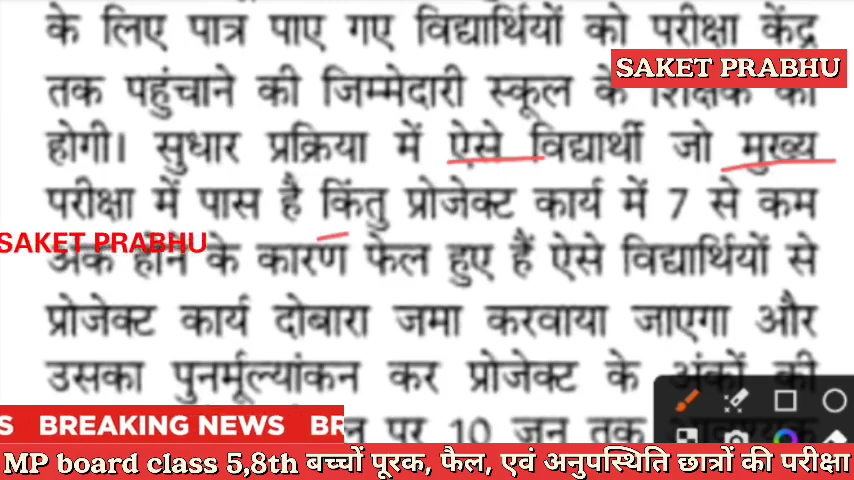 के लिए पात्र पाए गए विद्यार्थियों को परीक्षा केंद्र
SAKET PRABHU
तक पहुंचाने की जिम्मेदारी स्कूल के शिक्षक की
होगी। सुधार प्रक्रिया में ऐसे विद्यार्थी जो मुख्य
परीक्षा में पास है किंतु प्रोजेक्ट कार्य में 7 से कम
SAKET PRABHU
अंक होने के कारण फेल हुए हैं ऐसे विद्यार्थियों से
प्रोजेक्ट कार्य दोबारा जमा करवाया जाएगा और
उसका पुनर्मूल्यांकन कर प्रोजेक्ट के अंकों की
S BREAKING NEWS BR
पर 10 जून तक
MP board class 5,8th बच्चों पूरक, फैल, एवं अनुपस्थिति छात्रों की परीक्षा